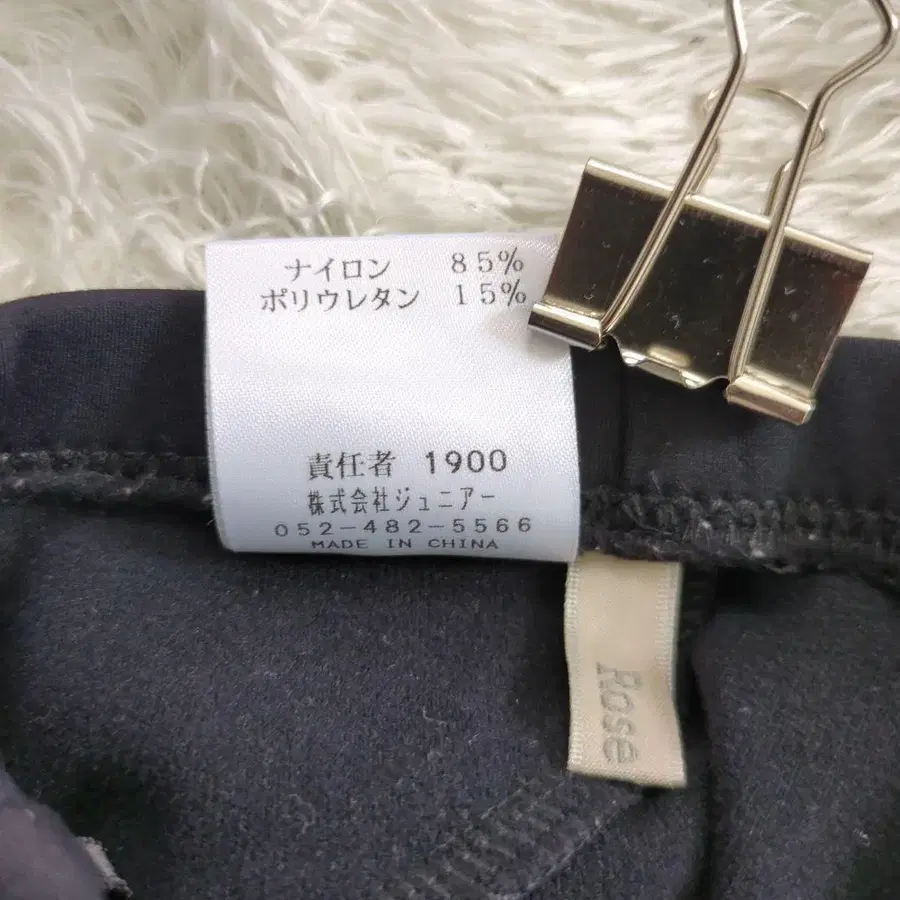 ナイロン 85%
ポリウレタン 15%
責任者 1900
株式会社ジュニアー
052-482-5566
MADE IN CHINA
Rose